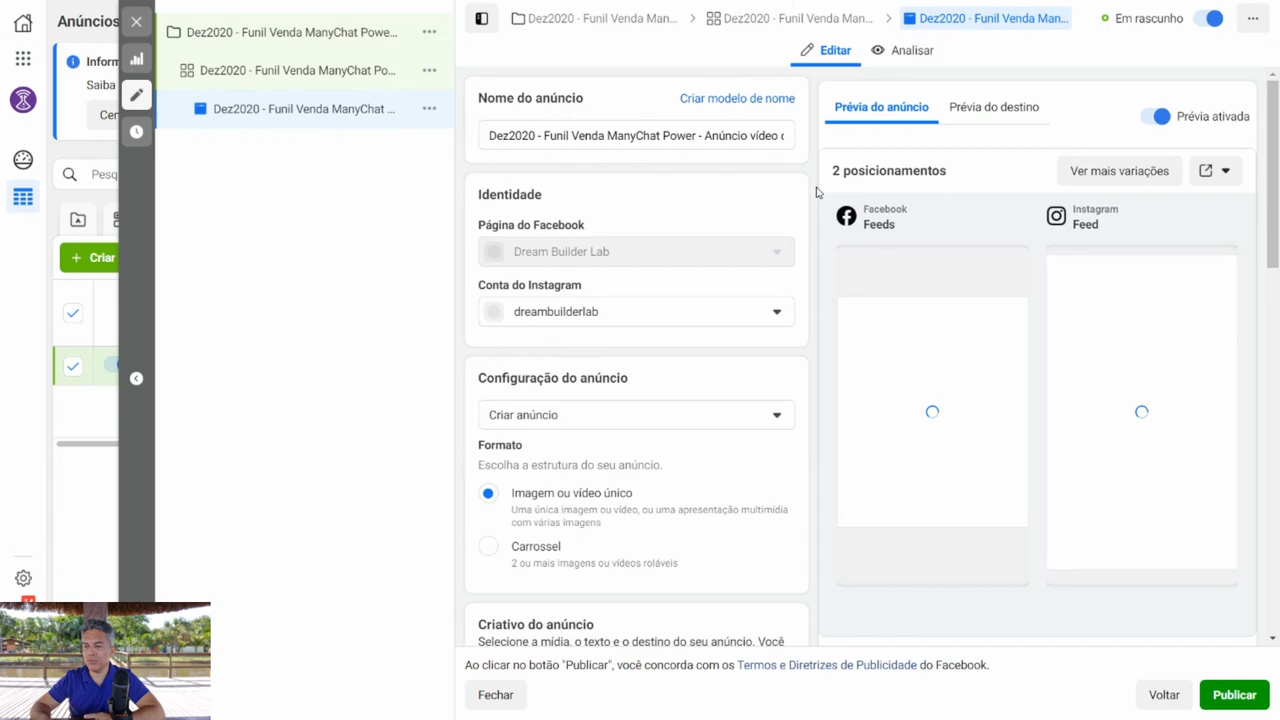 Anúncios
Inform
Saiba
Cen
Pesq
+ Criar
Dez2020 - Funil Venda ManyChat Powe...
Dez2020 - Funil Venda ManyChat Po...
Dez2020 - Funil Venda ManyChat ...
Dez2020 - Funil Venda Man...
Dez2020 - Funil Venda Man...
Dez2020 - Funil Venda Man...
Em rascunho
Editar
Analisar
Nome do anúncio
Criar modelo de nome
Dez2020 - Funil Venda ManyChat Power - Anúncio vídeo
Identidade
Página do Facebook
Dream Builder Lab
Conta do Instagram
dreambuilderlab
Configuração do anúncio
Criar anúncio
Formato
Escolha a estrutura do seu anúncio.
Imagem ou vídeo único
Uma única imagem ou vídeo, ou uma apresentação multimídia
com várias imagens
Carrossel
2 ou mais imagens ou vídeos roláveis
Criativo do anúncio
Selecione a mídia, o texto e o destino do seu anúncio. Você
Prévia do anúncio
Prévia do destino
Prévia ativada
2 posicionamentos
Ver mais variações
Facebook
Feeds
Instagram
Feed
Ao clicar no botão "Publicar", você concorda com os Termos e Diretrizes de Publicidade do Facebook.
Fechar
Voltar
Publicar